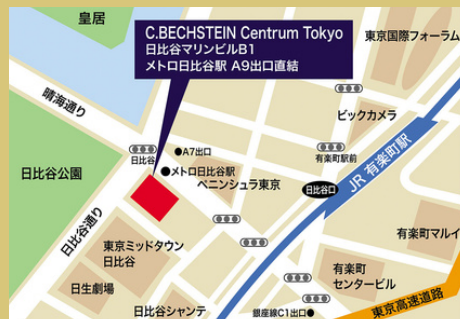 皇居
C.BECHSTEIN Centrum Tokyo
日比谷マリンビルB1
メトロ日比谷駅 A9出口直結
東京国際フォーラム
晴海通り
ビックカメラ
日比谷
●A7出口
有楽町駅前
JR 有楽町駅
日比谷公園
●メトロ日比谷駅
ペニンシュラ東京
日比谷口
日比谷通り
東京ミッドタウン
日比谷
有楽町マルイ
日生劇場
有楽町
センタービル
日比谷シャンテ
銀座線C1出口●
東京高速道路